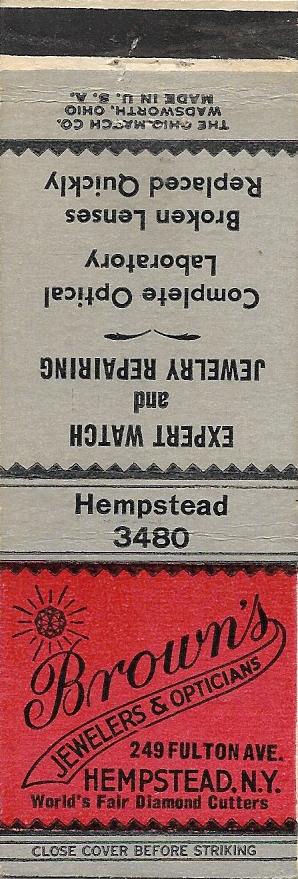 THE OHIO MATCH CO.
WADSWORTH, OHIO
MADE IN U. S. A.
EXPERT WATCH
and
JEWELRY REPAIRING
Complete Optical
Laboratory
Broken Lenses
Replaced Quickly
Hempstead
3480
Brown's
JEWELERS & OPTICIANS
249 FULTON AVE.
HEMPSTEAD, N.Y.
World's Fair Diamond Cutters
CLOSE COVER BEFORE STRIKING